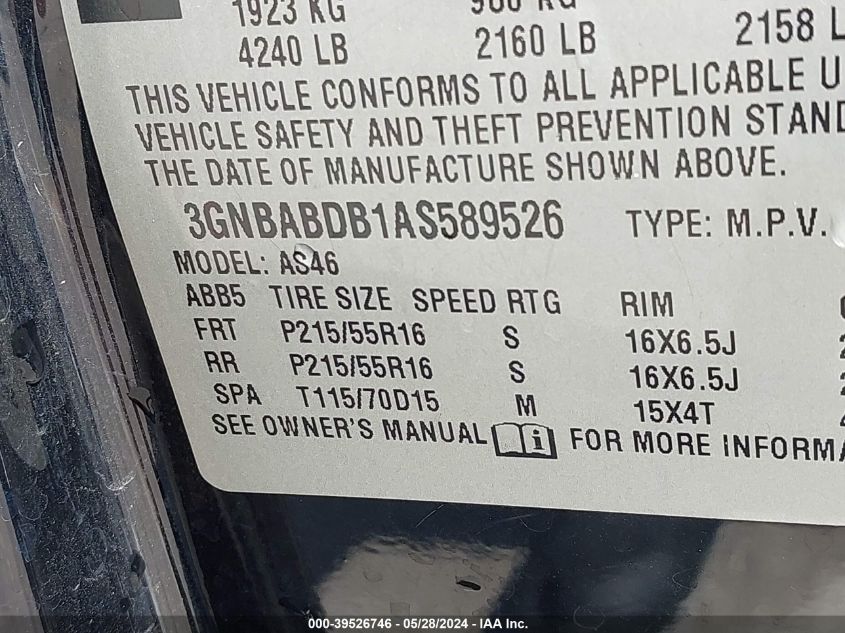 1923 KG 980 KG
4240 LB 2160 LB 2158 L
THIS VEHICLE CONFORMS TO ALL APPLICABLE U
VEHICLE SAFETY AND THEFT PREVENTION STAND
THE DATE OF MANUFACTURE SHOWN ABOVE.
3GNBABDB1AS589526 TYPE: M.P.V.
MODEL: AS46
ABB5 TIRE SIZE SPEED RTG RIM
FRT P215/55R16 S 16X6.5J
RR P215/55R16 S 16X6.5J
SPA T115/70D15 M 15X4T
SEE OWNER'S MANUAL i FOR MORE INFORMA
000-39526746 - 05/28/2024 - IAA Inc.